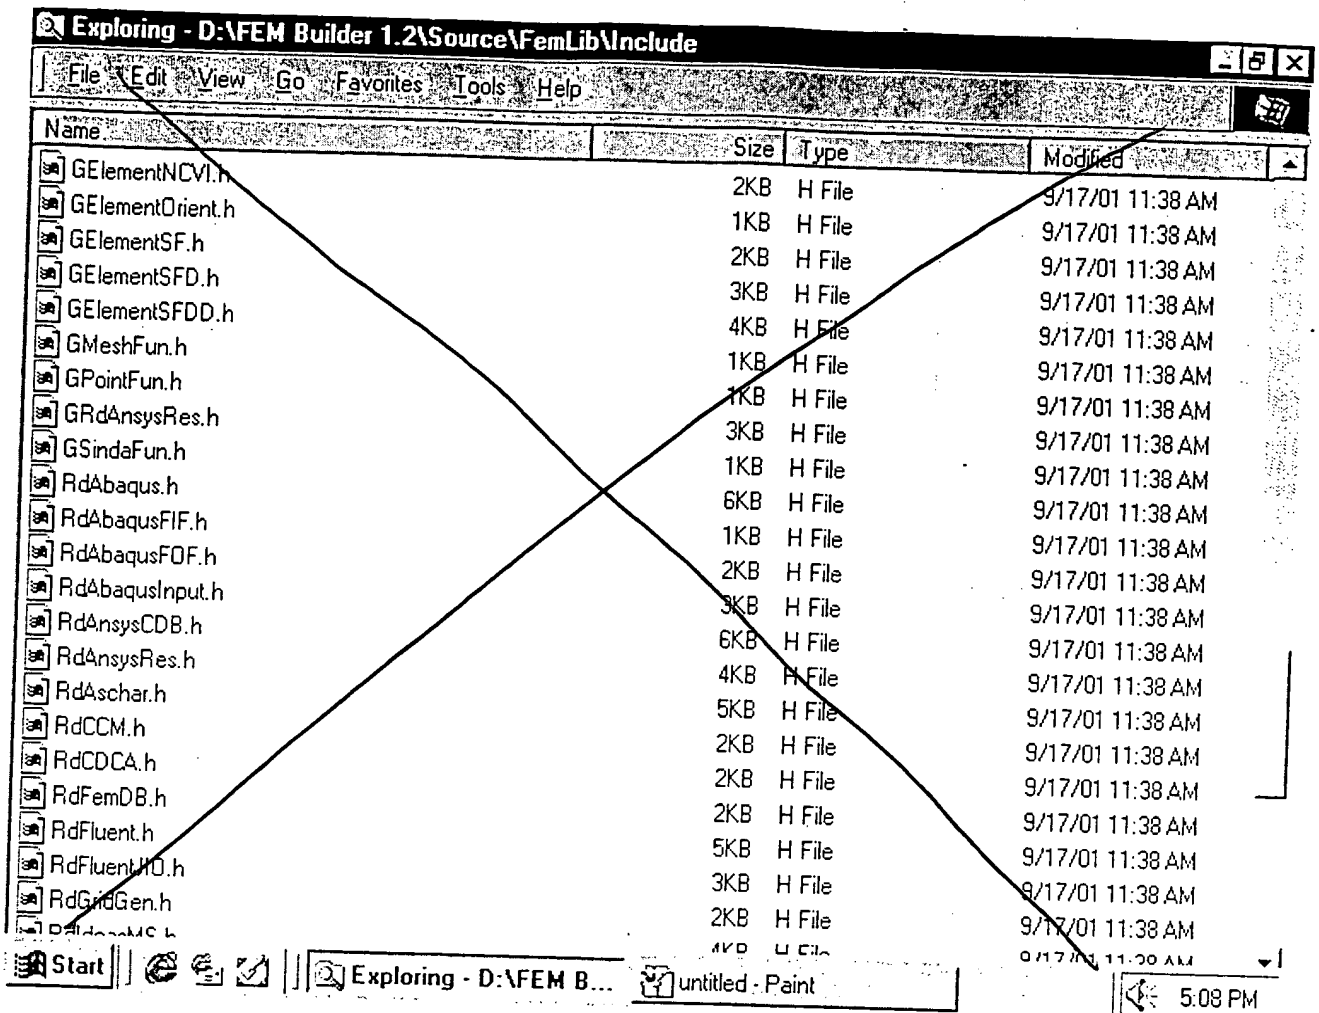 Exploring - D:\FEM Builder 1.2\Source\FemLib\Include
File Edit View Go Favorites Tools Help
Name Size Type Modified
GElementNCVI.h 2KB H File 9/17/01 11:38 AM
GElementOrient.h 1KB H File 9/17/01 11:38 AM
GElementSF.h 2KB H File 9/17/01 11:38 AM
GElementSFD.h 3KB H File 9/17/01 11:38 AM
GElementSFDD.h 4KB H File 9/17/01 11:38 AM
GMeshFun.h 1KB H File 9/17/01 11:38 AM
GPointFun.h 1KB H File 9/17/01 11:38 AM
GRdAnsysRes.h 3KB H File 9/17/01 11:38 AM
GSindaFun.h 1KB H File 9/17/01 11:38 AM
RdAbaqus.h 6KB H File 9/17/01 11:38 AM
RdAbaqusFIF.h 1KB H File 9/17/01 11:38 AM
RdAbaqusFOF.h 2KB H File 9/17/01 11:38 AM
RdAbaqusInput.h 3KB H File 9/17/01 11:38 AM
RdAnsysCDB.h 6KB H File 9/17/01 11:38 AM
RdAnsysRes.h 4KB H File 9/17/01 11:38 AM
RdAschar.h 5KB H File 9/17/01 11:38 AM
RdCCM.h 2KB H File 9/17/01 11:38 AM
RdCDCA.h 2KB H File 9/17/01 11:38 AM
RdFemDB.h 2KB H File 9/17/01 11:38 AM
RdFluent.h 5KB H File 9/17/01 11:38 AM
RdFluentUIO.h 3KB H File 9/17/01 11:38 AM
RdGridGen.h 2KB H File 9/17/01 11:38 AM
RdIdeasMS.h 4KB H File 9/17/01 11:38 AM
Start Exploring - D:\FEM B... untitled - Paint 5:08 PM